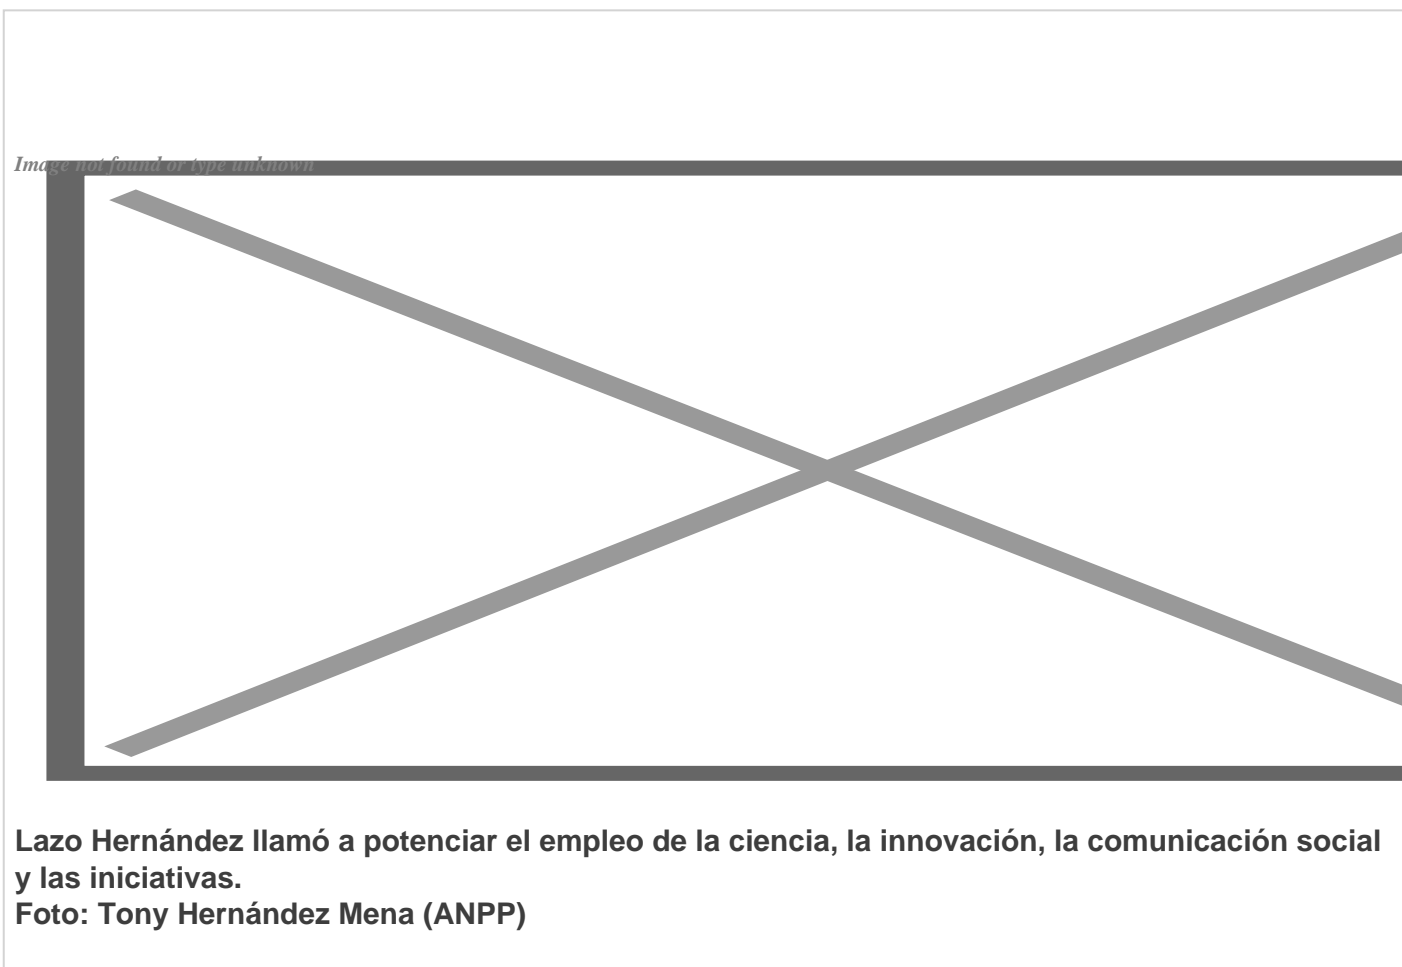 Image not found or type unknown
Lazo Hernández llamó a potenciar el empleo de la ciencia, la innovación, la comunicación social
y las iniciativas.
Foto: Tony Hernández Mena (ANPP)